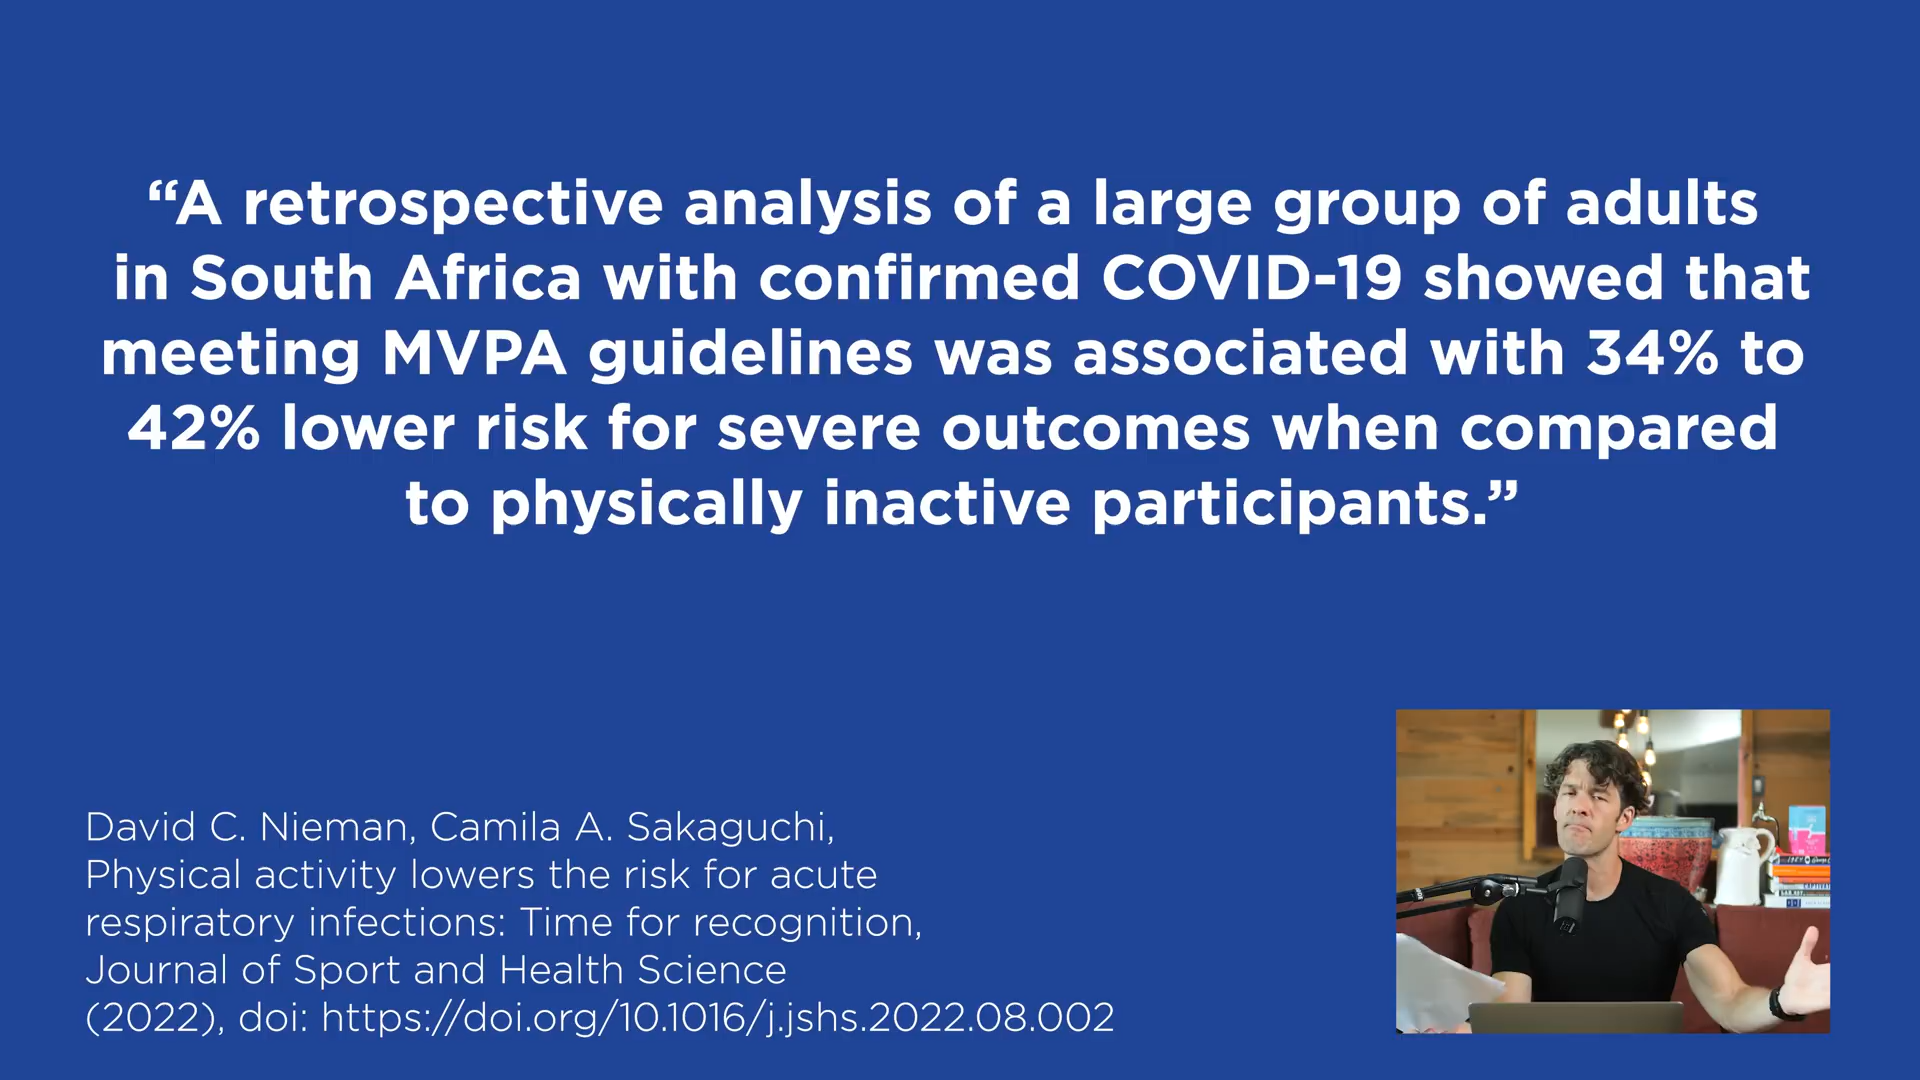 “A retrospective analysis of a large group of adults
in South Africa with confirmed COVID-19 showed that
meeting MVPA guidelines was associated with 34% to
42% lower risk for severe outcomes when compared
to physically inactive participants.”
David C. Nieman, Camila A. Sakaguchi,
Physical activity lowers the risk for acute
respiratory infections: Time for recognition,
Journal of Sport and Health Science
(2022), doi: https://doi.org/10.1016/j.jshs.2022.08.002
1984